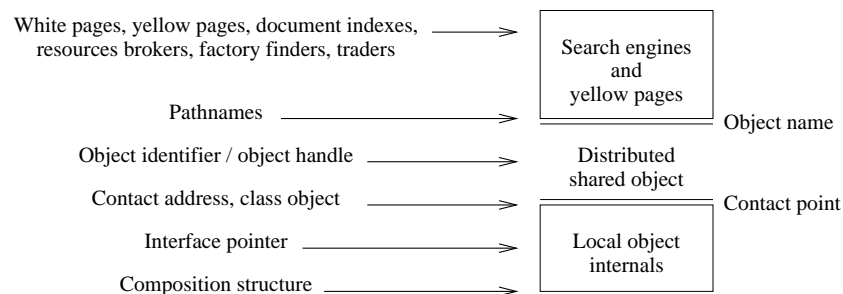 White pages, yellow pages, document indexes,
resources brokers, factory finders, traders
Search engines
and
yellow pages
Pathnames
Object name
Object identifier / object handle
Distributed
shared object
Contact address, class object
Contact point
Interface pointer
Local object
internals
Composition structure